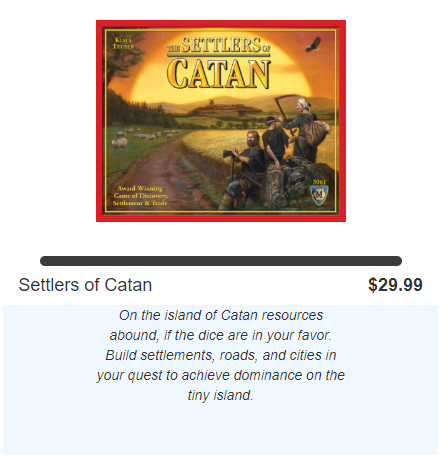 KLAUS
TEUBER
THE SETTLERS OF
CATAN
Award-Winning
Game of Discovery,
Settlement & Trade
3061
M
Settlers of Catan $29.99
On the island of Catan resources
abound, if the dice are in your favor.
Build settlements, roads, and cities in
your quest to achieve dominance on the
tiny island.